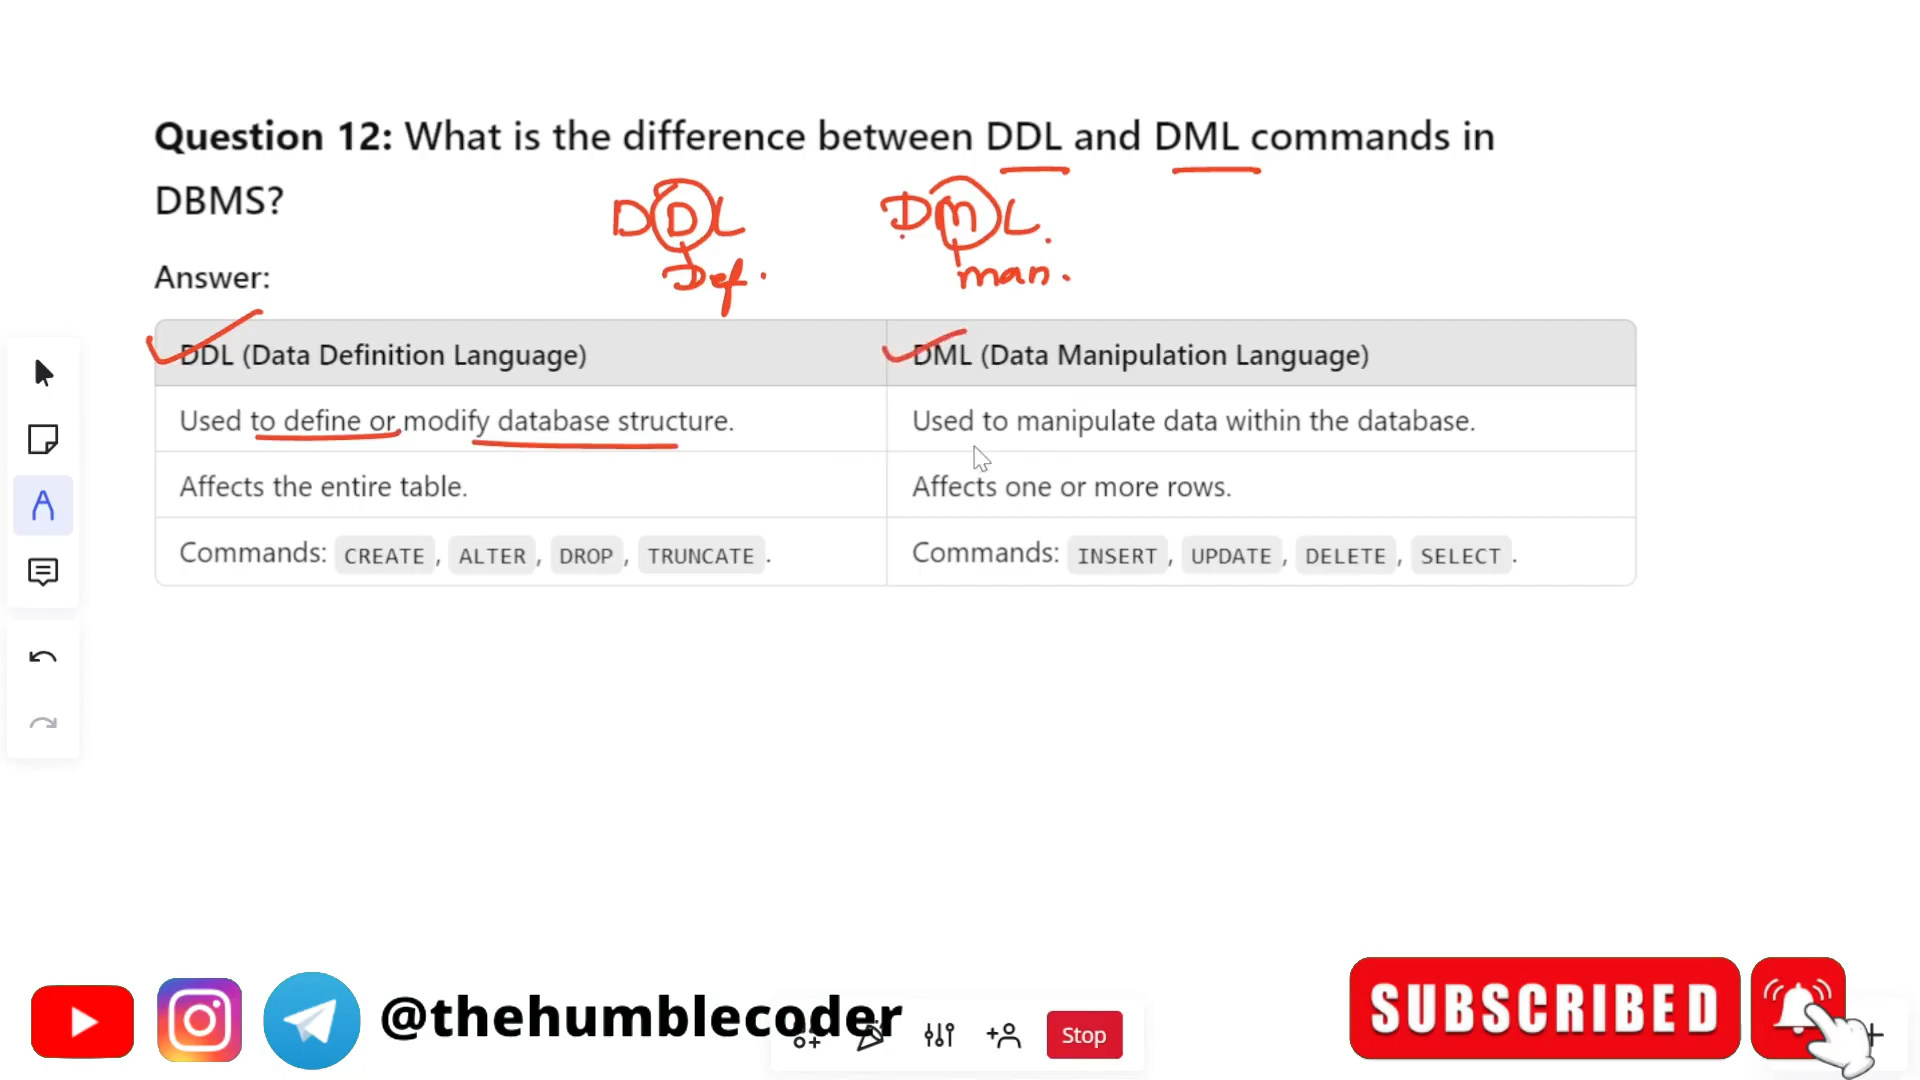 Question 12: What is the difference between DDL and DML commands in
DBMS?
DDL
DML.
Def.
man.
Answer:
DDL (Data Definition Language)
DML (Data Manipulation Language)
Used to define or modify database structure.
Used to manipulate data within the database.
Affects the entire table.
Affects one or more rows.
Commands: CREATE, ALTER, DROP, TRUNCATE.
Commands: INSERT, UPDATE, DELETE, SELECT.
@thehumblecoder
Stop
SUBSCRIBED